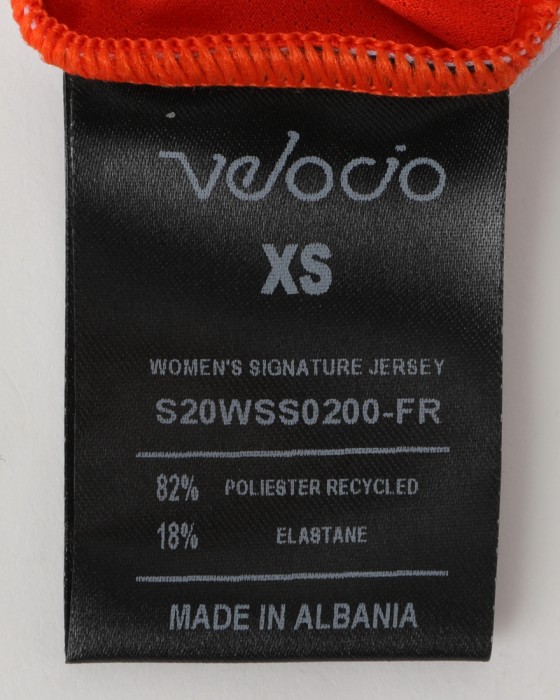 velocio
XS
WOMEN'S SIGNATURE JERSEY
S20WSS0200-FR
82% POLIESTER RECYCLED
18% ELASTANE
MADE IN ALBANIA